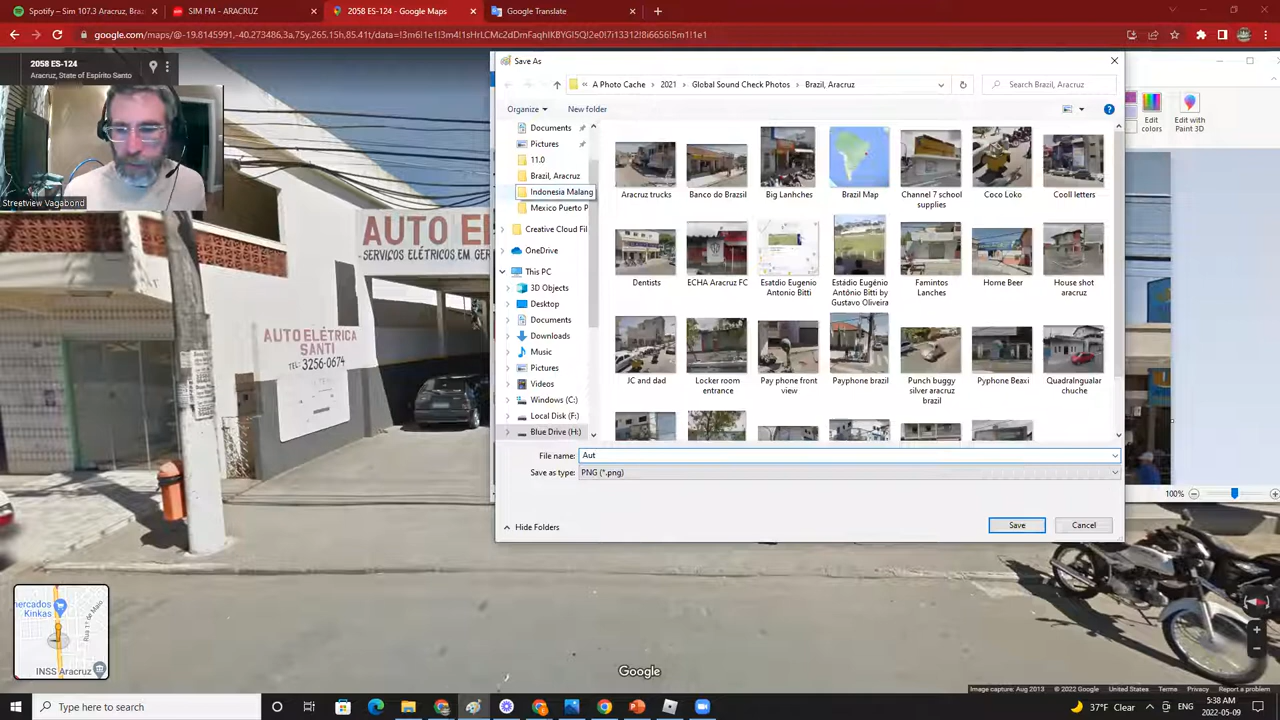 Spotify – Sim 107.3 Aracruz, Bra
SIM FM - ARACRUZ
2058 ES-124 - Google Maps
Google Translate
google.com/maps/@-19.8145991,-40.273486,3a,75y,265.15h,85.41t/data=!3m6!1e1!3m4!1sHrLCMc2DmFaqhIKBYGI5Q!2e0!7i13312!8i6656!5m1!1e1
2058 ES-124
Aracruz, State of Espírito Santo
Streetview Vagabond
Save As
A Photo Cache
2021
Global Sound Check Photos
Brazil, Aracruz
Search Brazil, Aracruz
Organize
New folder
Edit colors
Edit with Paint 3D
Documents
Pictures
11.0
Brazil, Aracruz
Indonesia Malang
Mexico Puerto P
Creative Cloud Fil
OneDrive
This PC
3D Objects
Desktop
Documents
Downloads
Music
Pictures
Videos
Windows (C:)
Local Disk (F:)
Blue Drive (H:)
Aracruz trucks
Banco do Brazsil
Big Lanhches
Brazil Map
Channel 7 school supplies
Coco Loko
Cooll letters
Dentists
ECHA Aracruz FC
Esatdio Eugenio Antonio Bitti
Estádio Eugênio Antônio Bitti by Gustavo Oliveira
Famintos Lanches
Home Beer
House shot aracruz
JC and dad
Locker room entrance
Pay phone front view
Payphone brazil
Punch buggy silver aracruz brazil
Pyphone Beaxi
Quadralngualar chuche
File name: Aut
Save as type: PNG (*.png)
Hide Folders
Save
Cancel
100%
AUTO EL
SERVIÇOS ELÉTRICOS EM GER
AUTO ELÉTRICA
SANTI
TEL: 3256-0674
mercados
Kinkas
Rua 1º de Maio
INSS Aracruz
Google
Image capture: Aug 2013
© 2022 Google
United States
Terms
Privacy
Report a problem
Type here to search
37°F Clear
ENG
5:38 AM
2022-05-09